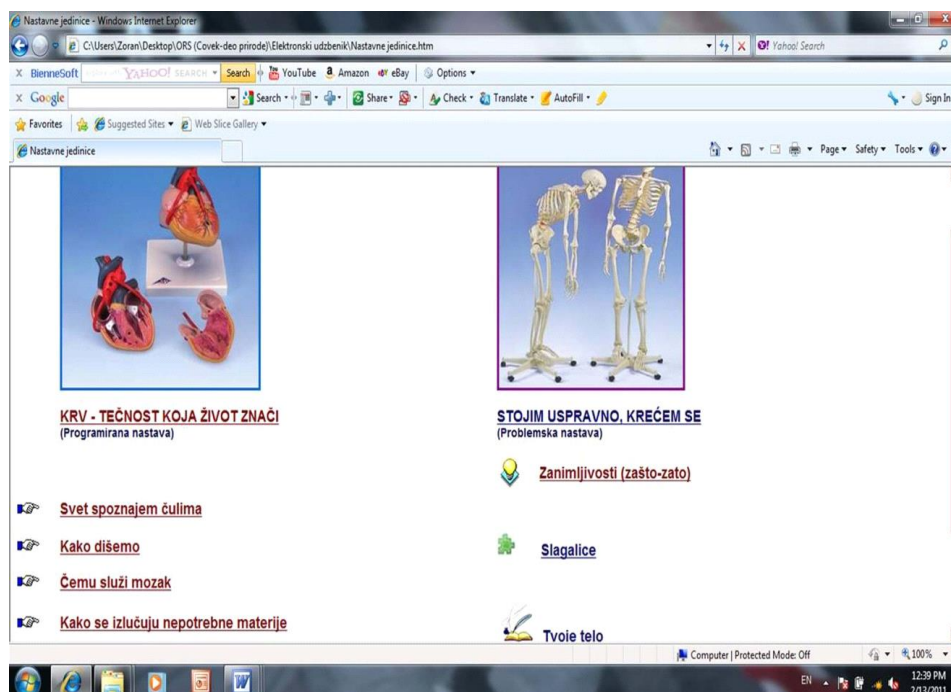 Nastavne jedinice - Windows Internet Explorer
C:\Users\Zoran\Desktop\ORS (Covek-deo prirode)\Elektronski udzbenik\Nastavne jedinice.htm
Yahoo! Search
X BienneSoft YAHOO! SEARCH Search YouTube Amazon eBay Options
X Google Search Share Check Translate AutoFill Sign In
Favorites Suggested Sites Web Slice Gallery
Nastavne jedinice Page Safety Tools
KRV - TEČNOST KOJA ŽIVOT ZNAČI
(Programirana nastava)
STOJIM USPRAVNO, KREĆEM SE
(Problemska nastava)
Zanimljivosti (zašto-zato)
Svet spoznajem čulima
Kako dišemo
Slagalice
Čemu služi mozak
Kako se izlučuju nepotrebne materije
Tvoje telo
Computer | Protected Mode: Off 100%
EN 12:39 PM
2/13/2011